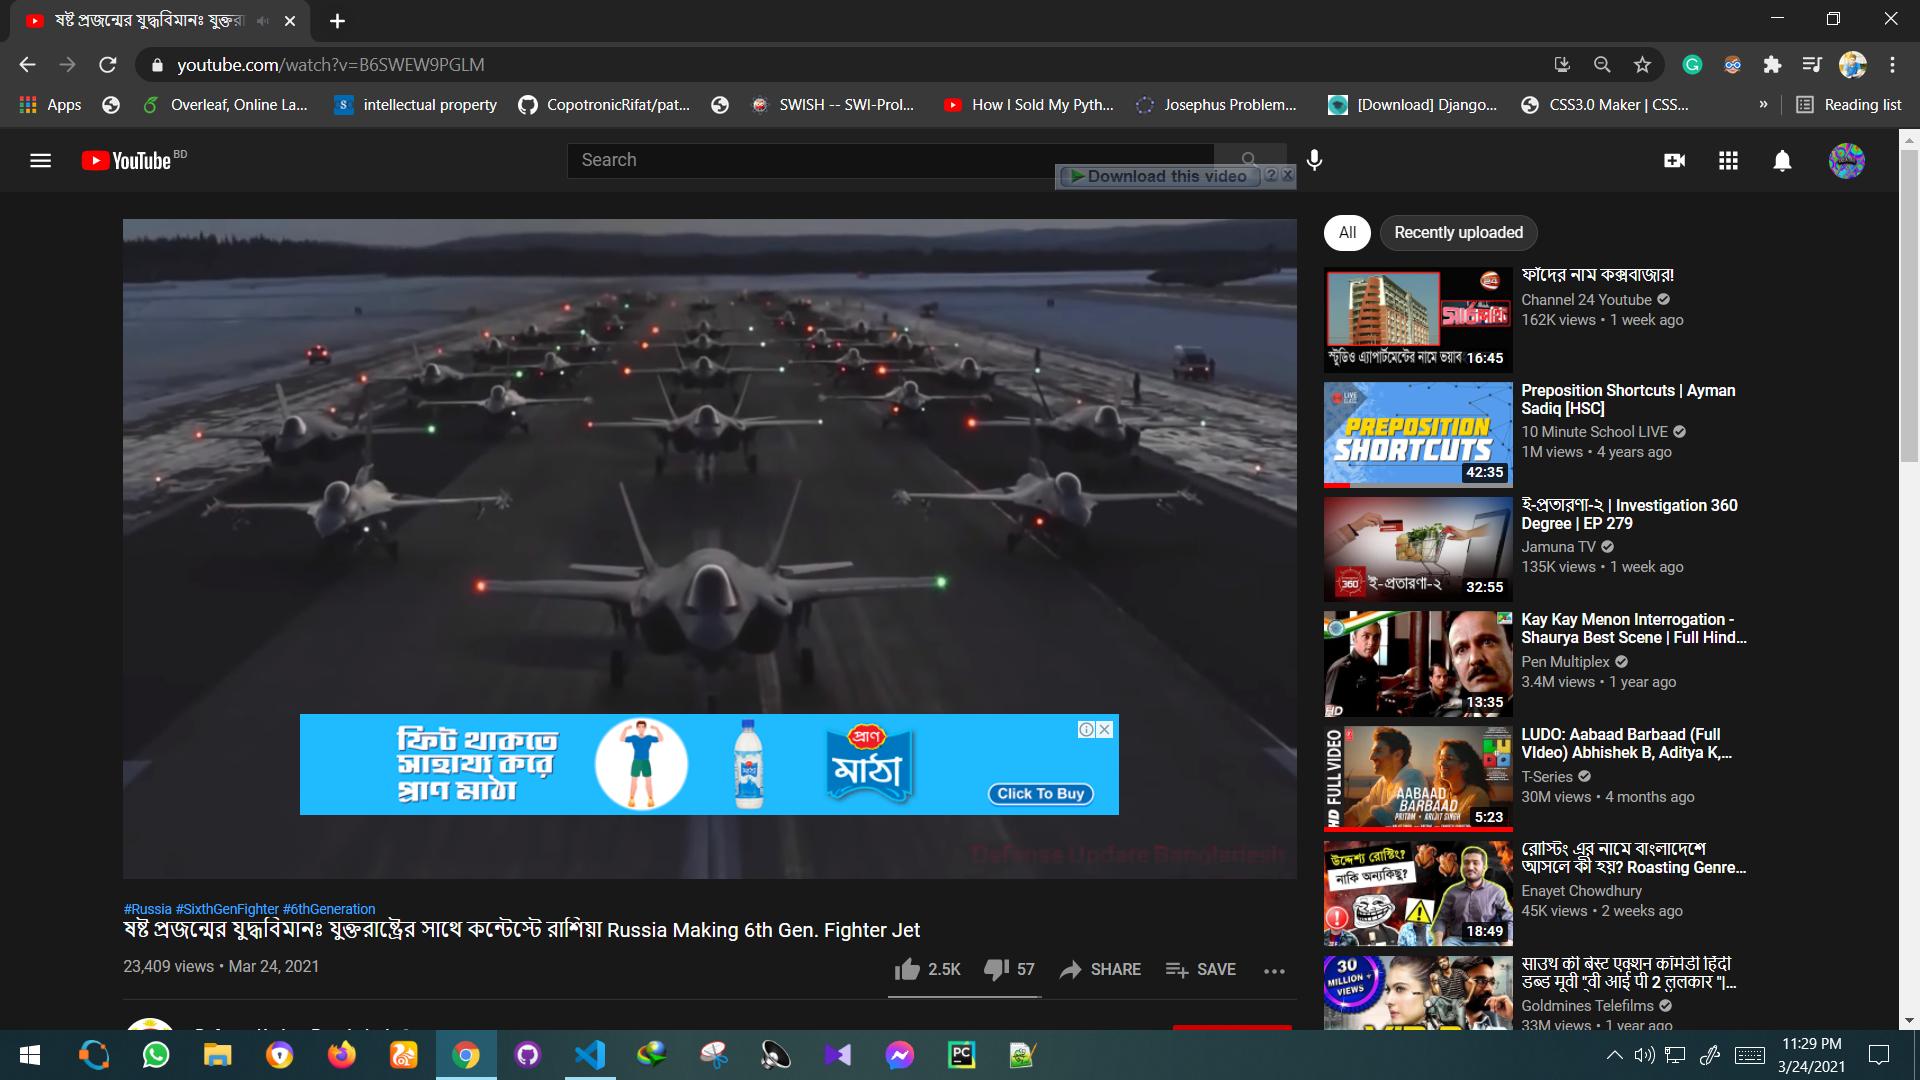 ষষ্ট প্রজন্মের যুদ্ধবিমানঃ যুক্তরা
youtube.com/watch?v=B6SWEW9PGLM
Apps
Overleaf, Online La...
intellectual property
CopotronicRifat/pat...
SWISH -- SWI-Prol...
How I Sold My Pyth...
Josephus Problem...
[Download] Django...
CSS3.0 Maker | CSS...
»
Reading list
YouTube BD
Search
Download this video
All
Recently uploaded
ফাঁদের নাম কক্সবাজার!
Channel 24 Youtube
162K views • 1 week ago
24
স্টুডিও এ্যাপার্টমেন্টের নামে ভয়াব
16:45
Preposition Shortcuts | Ayman
Sadiq [HSC]
10 Minute School LIVE
1M views • 4 years ago
LIVE
PREPOSITION
SHORTCUTS
42:35
ই-প্রতারণা-২ | Investigation 360
Degree | EP 279
Jamuna TV
135K views • 1 week ago
360
ই-প্রতারণা-২
32:55
Kay Kay Menon Interrogation -
Shaurya Best Scene | Full Hind...
Pen Multiplex
3.4M views • 1 year ago
HD
13:35
LUDO: Aabaad Barbaad (Full
VIdeo) Abhishek B, Aditya K,...
T-Series
30M views • 4 months ago
HD FULL VIDEO
AABAAD
BARBAAD
PRITAM • ARIJIT SINGH
5:23
রোস্টিং এর নামে বাংলাদেশে
আসলে কী হয়? Roasting Genre...
Enayet Chowdhury
45K views • 2 weeks ago
উদ্দেশ্য রোস্টিং?
নাকি অন্যকিছু?
18:49
साउथ की बेस्ट एक्शन कॉमेडी हिंदी
डब्ड मूवी "वी आई पी 2 ललकार "|...
Goldmines Telefilms
33M views • 1 year ago
30
MILLION +
VIEWS
ফিট থাকতে
সাহায্য করে
প্রাণ মাঠা
প্রাণ
মাঠা
Click To Buy
Defense Update Bangladesh
#Russia #SixthGenFighter #6thGeneration
ষষ্ট প্রজন্মের যুদ্ধবিমানঃ যুক্তরাষ্ট্রের সাথে কন্টেস্টে রাশিয়া Russia Making 6th Gen. Fighter Jet
23,409 views • Mar 24, 2021
2.5K
57
SHARE
SAVE
PC
11:29 PM
3/24/2021